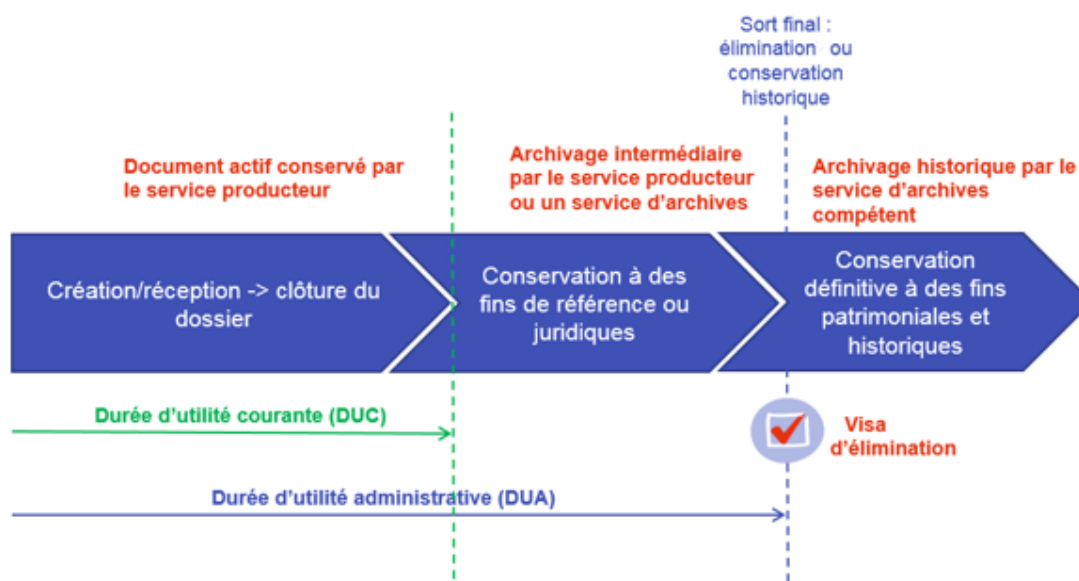 Sort final :
élimination ou
conservation
historique
Document actif conservé par
le service producteur
Archivage intermédiaire
par le service producteur
ou un service d'archives
Archivage historique par le
service d'archives
compétent
Création/réception -> clôture du
dossier
Conservation à des
fins de référence ou
juridiques
Conservation
définitive à des fins
patrimoniales et
historiques
Durée d'utilité courante (DUC)
Visa
d'élimination
Durée d'utilité administrative (DUA)